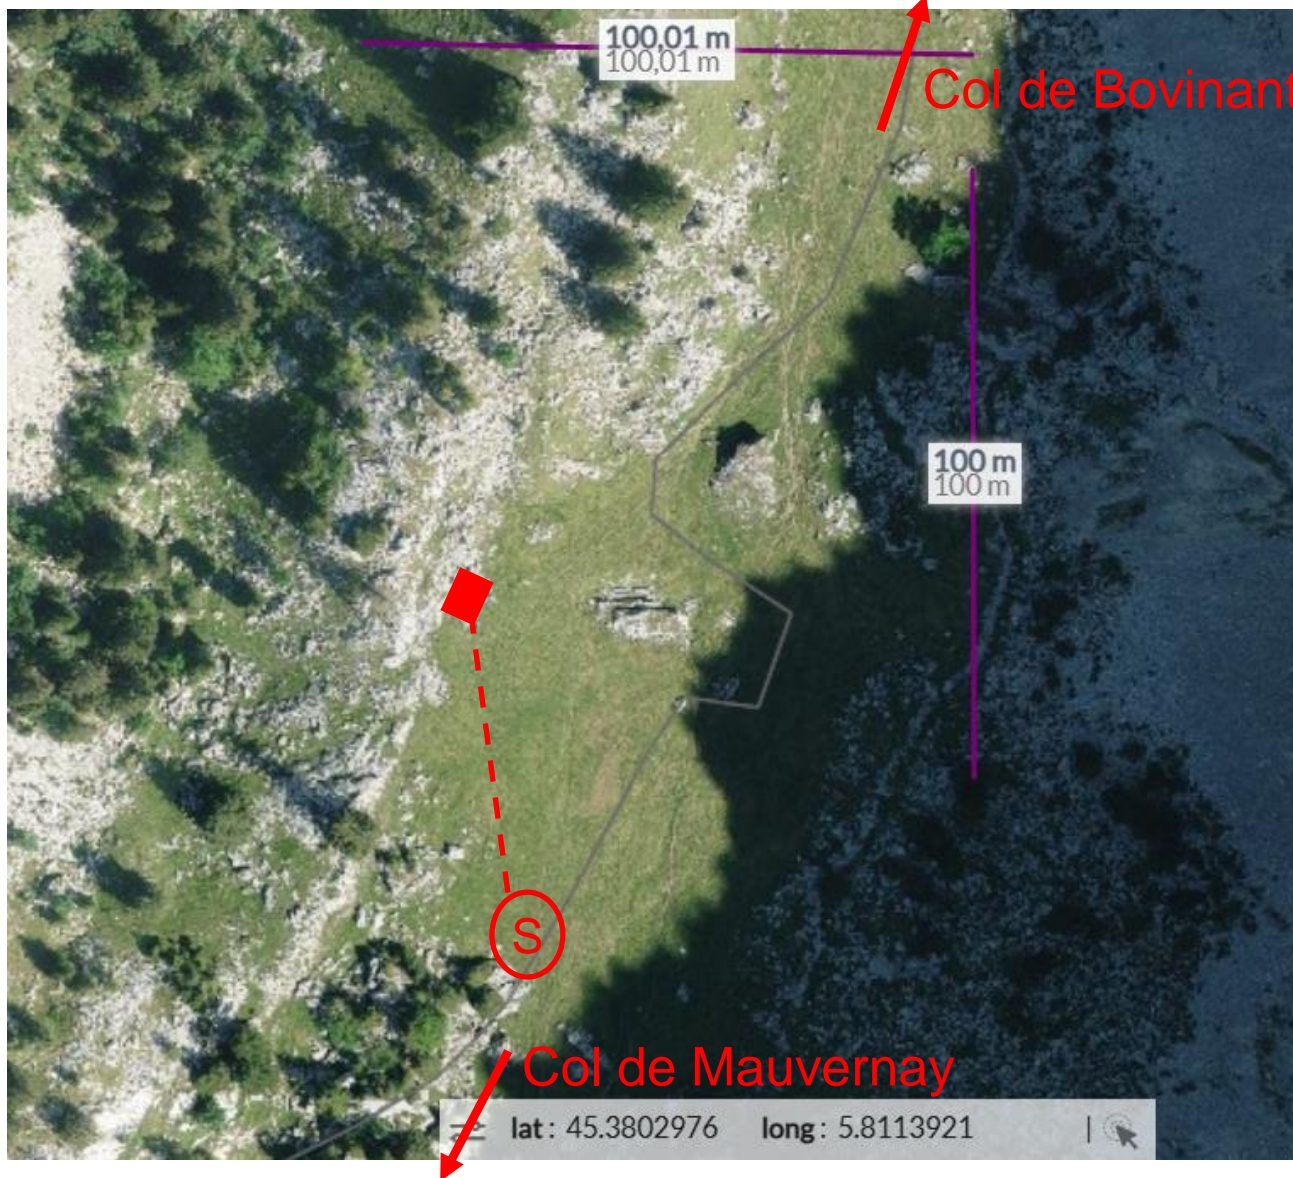 100,01 m
100,01 m
Col de Bovinant
100 m
100 m
S
Col de Mauvernay
lat : 45.3802976 long : 5.8113921